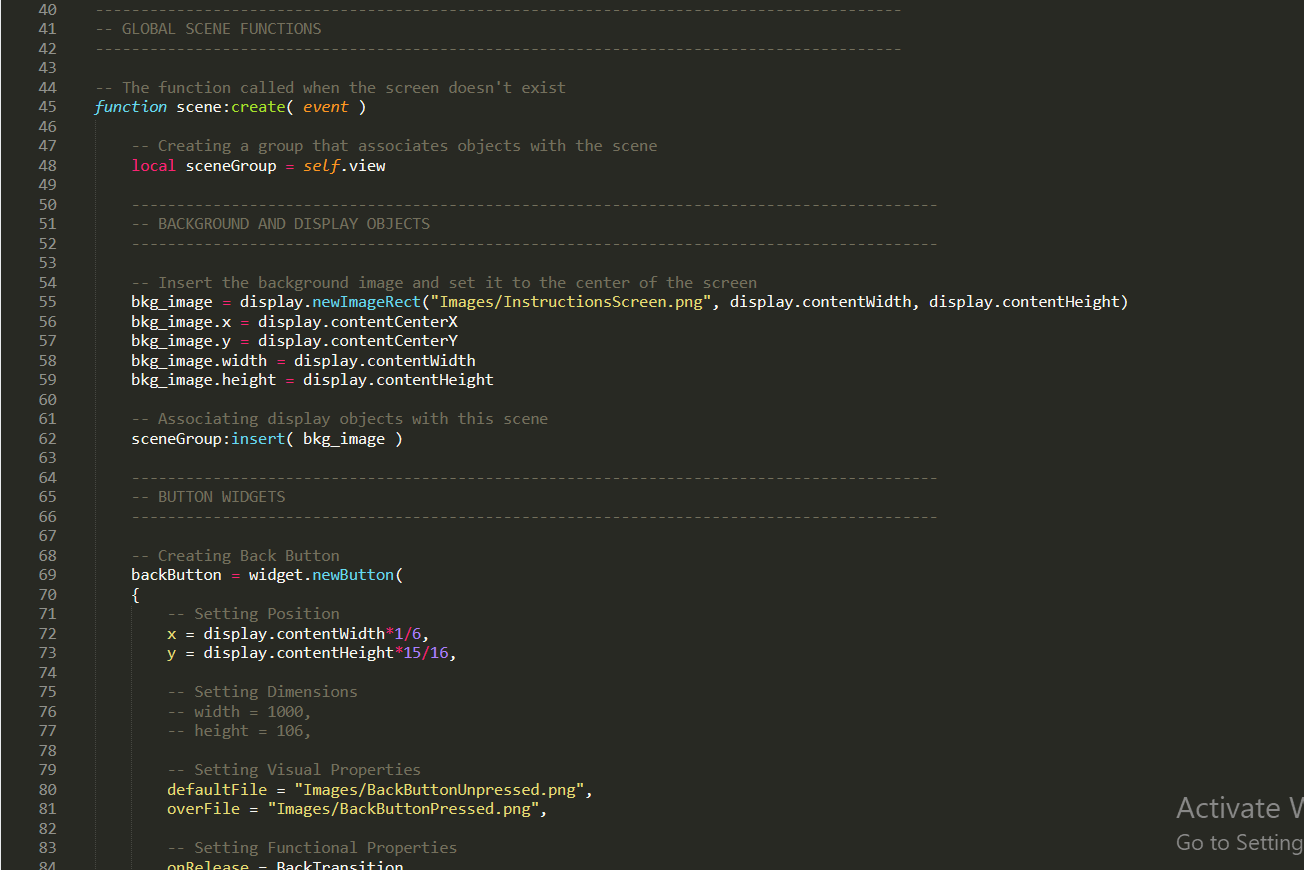 40 -----------------------------------------------------------------------------------------
41 -- GLOBAL SCENE FUNCTIONS
42 -----------------------------------------------------------------------------------------
43
44 -- The function called when the screen doesn't exist
45 function scene:create( event )
46
47 -- Creating a group that associates objects with the scene
48 local sceneGroup = self.view
49
50 -----------------------------------------------------------------------------------------
51 -- BACKGROUND AND DISPLAY OBJECTS
52 -----------------------------------------------------------------------------------------
53
54 -- Insert the background image and set it to the center of the screen
55 bkg_image = display.newImageRect("Images/InstructionsScreen.png", display.contentWidth, display.contentHeight)
56 bkg_image.x = display.contentCenterX
57 bkg_image.y = display.contentCenterY
58 bkg_image.width = display.contentWidth
59 bkg_image.height = display.contentHeight
60
61 -- Associating display objects with this scene
62 sceneGroup:insert( bkg_image )
63
64 -----------------------------------------------------------------------------------------
65 -- BUTTON WIDGETS
66 -----------------------------------------------------------------------------------------
67
68 -- Creating Back Button
69 backButton = widget.newButton(
70 {
71 -- Setting Position
72 x = display.contentWidth*1/6,
73 y = display.contentHeight*15/16,
74
75 -- Setting Dimensions
76 -- width = 1000,
77 -- height = 106,
78
79 -- Setting Visual Properties
80 defaultFile = "Images/BackButtonUnpressed.png",
81 overFile = "Images/BackButtonPressed.png",
82
83 -- Setting Functional Properties
84 onRelease = BackTransition
Activate W
Go to Setting